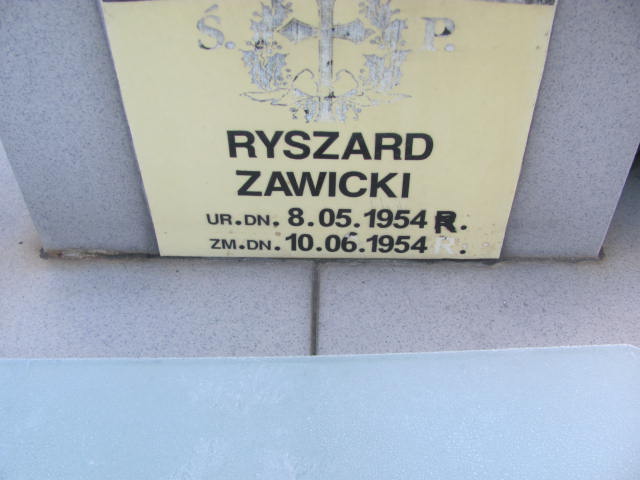 Ś. P.
RYSZARD
ZAWICKI
UR. DN. 8.05.1954 R.
ZM. DN. 10.06.1954 R.